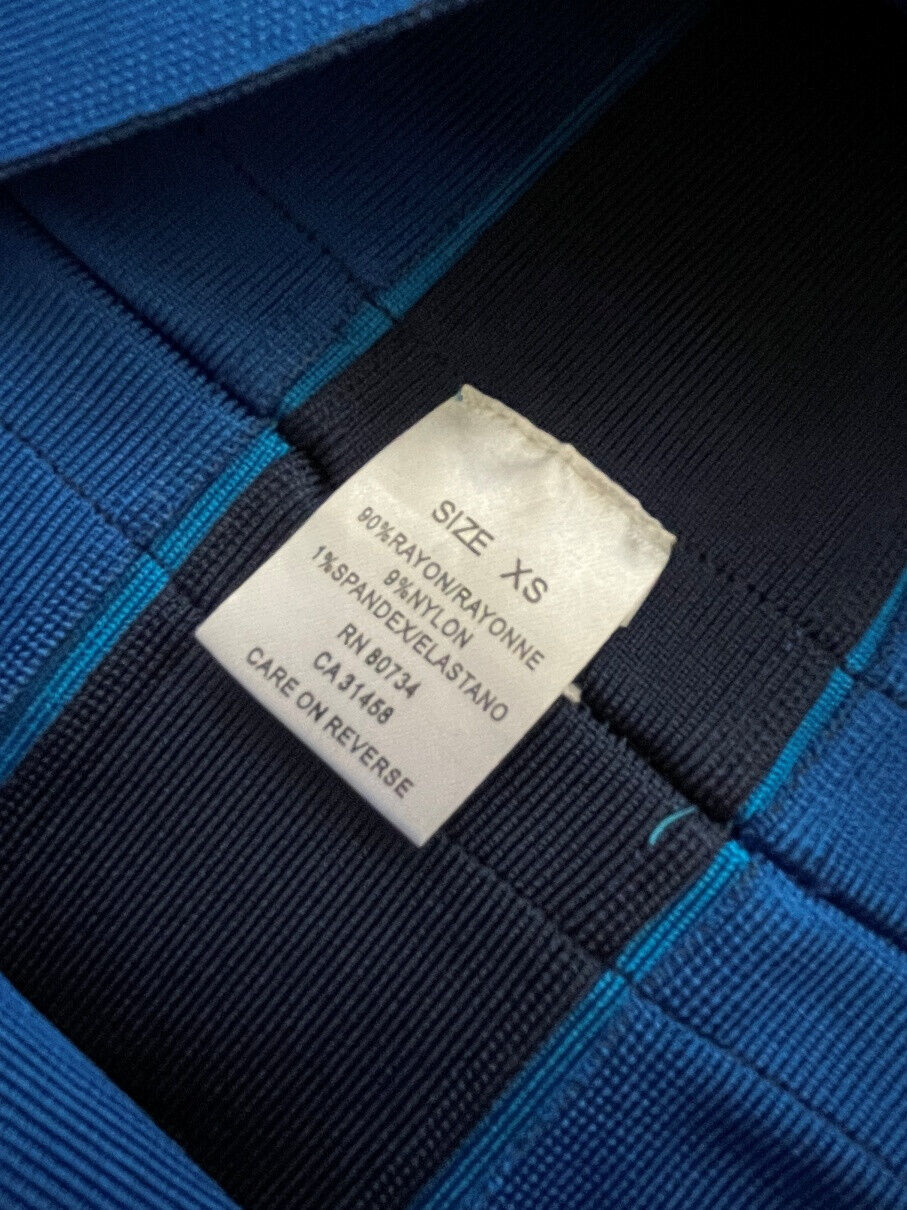 SIZE XS
90%RAYON/RAYONNE
9%NYLON
1%SPANDEX/ELASTANO
RN 80734
CA 31458
CARE ON REVERSE